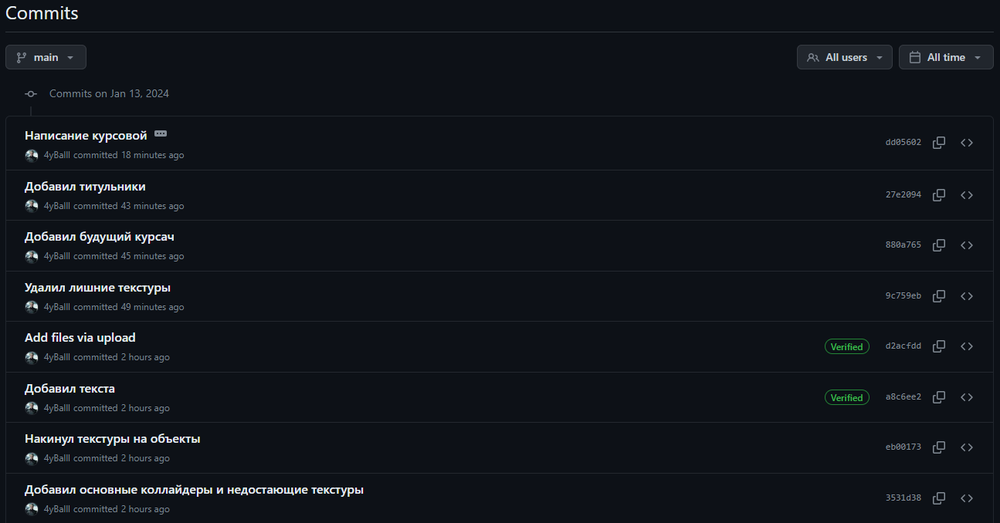 Commits
main
All users
All time
Commits on Jan 13, 2024
Написание курсовой
dd05602
4yBalll committed 18 minutes ago
Добавил титульники
27e2094
4yBalll committed 43 minutes ago
Добавил будущий курсач
880a765
4yBalll committed 45 minutes ago
Удалил лишние текстуры
9c759eb
4yBalll committed 49 minutes ago
Add files via upload
Verified
d2acfdd
4yBalll committed 2 hours ago
Добавил текста
Verified
a8c6ee2
4yBalll committed 2 hours ago
Накинул текстуры на объекты
eb00173
4yBalll committed 2 hours ago
Добавил основные коллайдеры и недостающие текстуры
3531d38
4yBalll committed 2 hours ago